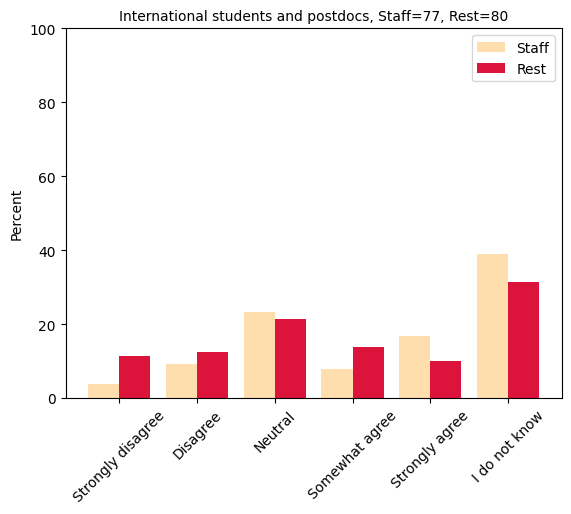 International students and postdocs, Staff=77, Rest=80
Staff
Rest
Percent
100
80
60
40
20
0
Strongly disagree
Disagree
Neutral
Somewhat agree
Strongly agree
I do not know